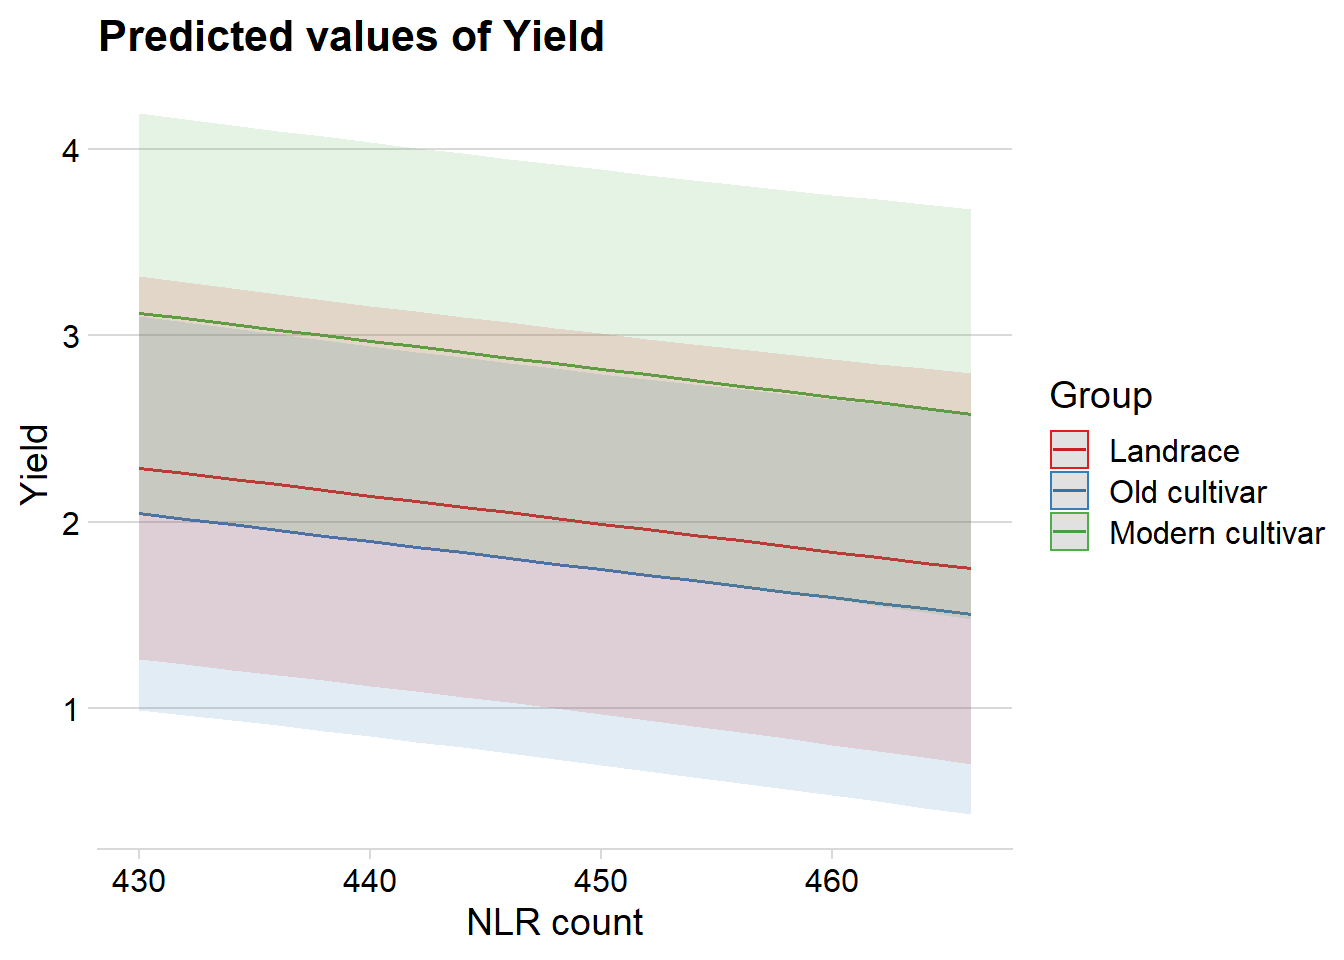 Predicted values of Yield
4
3
2
1
Yield
430 440 450 460
NLR count
Group
Landrace
Old cultivar
Modern cultivar